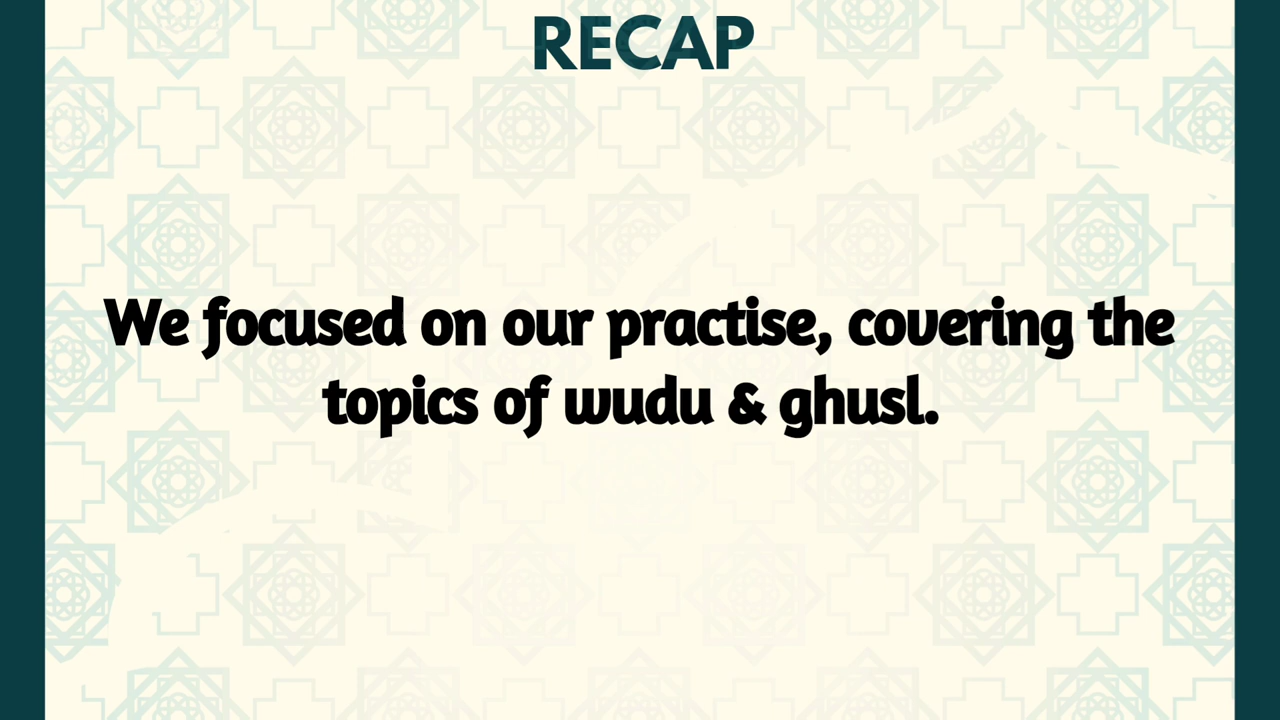 RECAP
We focused on our practise, covering the
topics of wudu & ghusl.